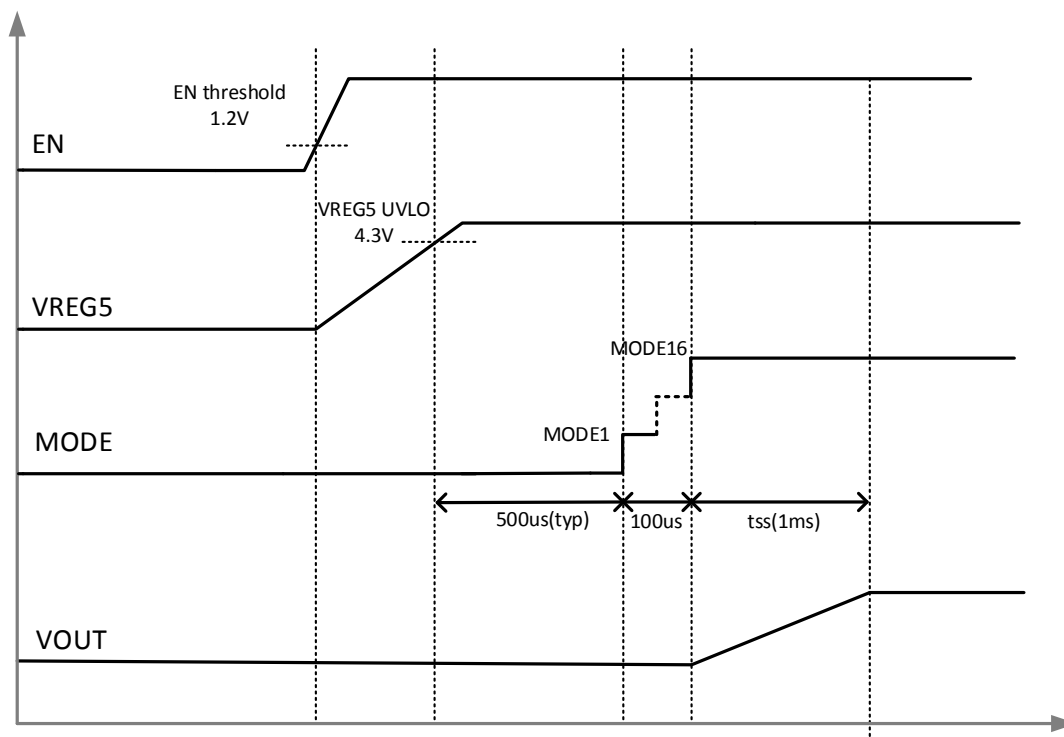 EN threshold
1.2V
EN
VREG5 UVLO
4.3V
VREG5
MODE16
MODE1
MODE
500us(typ)
100us
tss(1ms)
VOUT